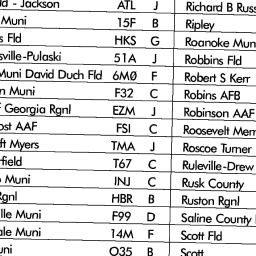 d - Jackson ATL J Richard B Russ
Muni 15F B Ripley
s Fld HKS G Roanoke Muni
sville-Pulaski 51A J Robbins Fld
Muni David Duch Fld 6MØ F Robert S Kerr
n Muni F32 C Robins AFB
f Georgia Rgnl EZM J Robinson AAF
ost AAF FSI C Roosevelt Mem
ft Myers TMA J Roscoe Turner
rfield T67 C Ruleville-Drew
o Muni INJ C Rusk County
Rgnl HBR B Ruston Rgnl
lle Muni F99 D Saline County
ale Muni 14M F Scott Fld
uni O35 B Scott